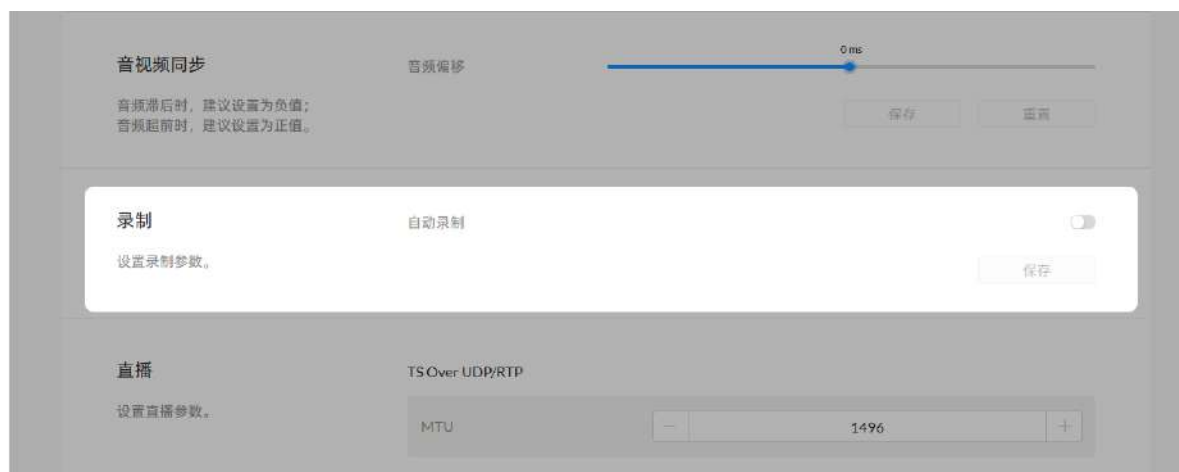 0 ms
音视频同步
音频偏移
音频滞后时，建议设置为负值；
音频超前时，建议设置为正值。
保存
重置
录制
自动录制
设置录制参数。
保存
直播
TS Over UDP/RTP
设置直播参数。
MTU
1496